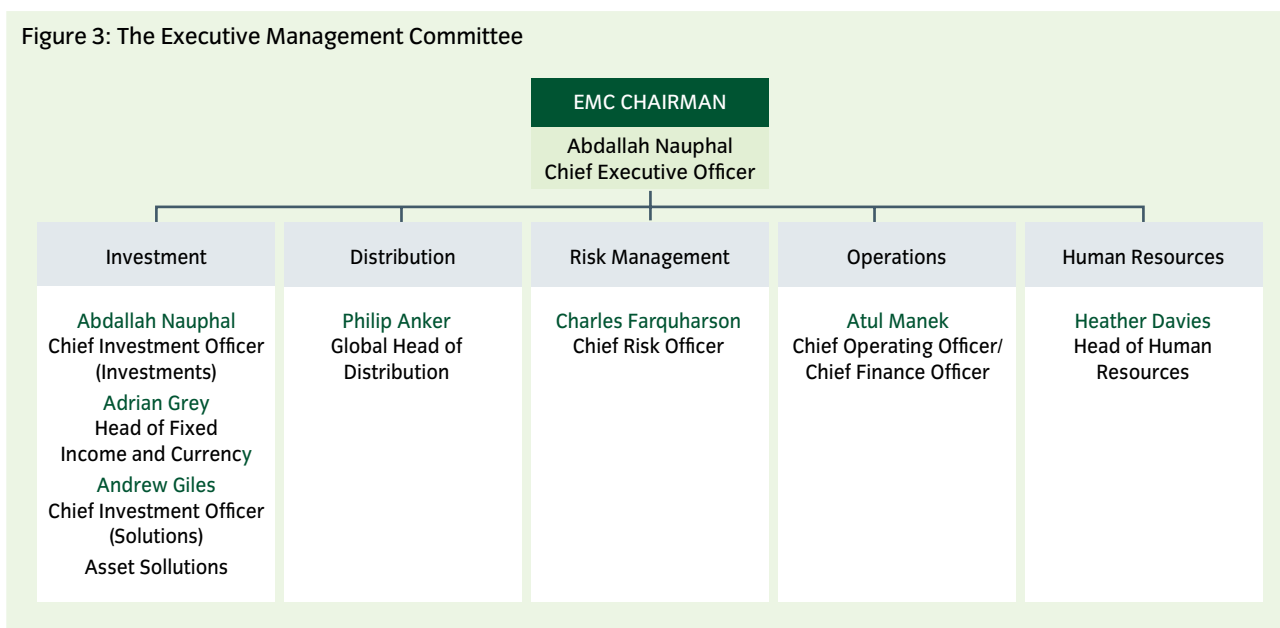 Figure 3: The Executive Management Committee
EMC CHAIRMAN
Abdallah Nauphal
Chief Executive Officer
Investment
Abdallah Nauphal
Chief Investment Officer
(Investments)
Adrian Grey
Head of Fixed
Income and Currency
Andrew Giles
Chief Investment Officer
(Solutions)
Asset Sollutions
Distribution
Philip Anker
Global Head of
Distribution
Risk Management
Charles Farquharson
Chief Risk Officer
Operations
Atul Manek
Chief Operating Officer/
Chief Finance Officer
Human Resources
Heather Davies
Head of Human
Resources